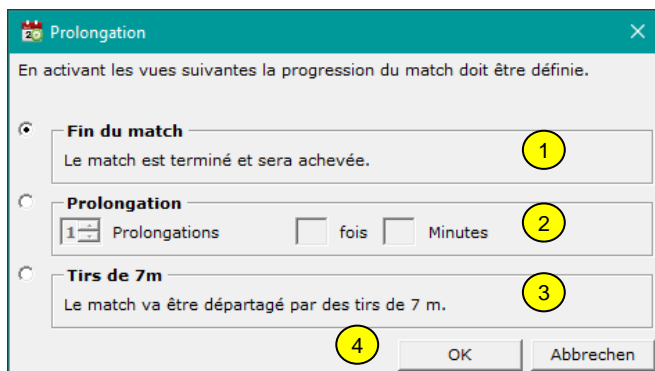 Prolongation
En activant les vues suivantes la progression du match doit être définie.
Fin du match
Le match est terminé et sera achevée.
1
Prolongation
1 Prolongations fois Minutes
2
Tirs de 7m
Le match va être départagé par des tirs de 7 m.
3
4
OK Abbrechen